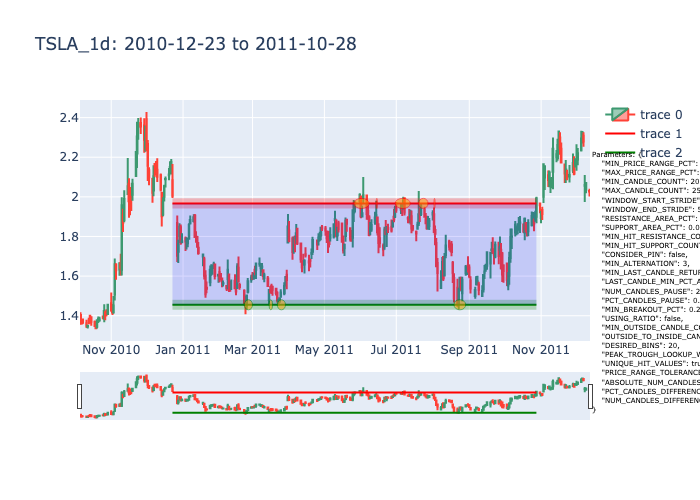 TSLA_1d: 2010-12-23 to 2011-10-28
2.4
2.2
2
1.8
1.6
1.4
Nov 2010
Jan 2011
Mar 2011
May 2011
Jul 2011
Sep 2011
Nov 2011
trace 0
trace 1
trace 2
Parameters: {
"MIN_PRICE_RANGE_PCT":
"MAX_PRICE_RANGE_PCT":
"MIN_CANDLE_COUNT": 20
"MAX_CANDLE_COUNT": 25
"WINDOW_START_STRIDE"
"WINDOW_END_STRIDE": 5
"RESISTANCE_AREA_PCT":
"SUPPORT_AREA_PCT": 0.0
"MIN_HIT_RESISTANCE_CO
"MIN_HIT_SUPPORT_COUN
"CONSIDER_PIN": false,
"MIN_ALTERNATION": 3,
"MIN_LAST_CANDLE_RETU
"LAST_CANDLE_MIN_PCT_A
"NUM_CANDLES_PAUSE": 2
"PCT_CANDLES_PAUSE": 0.
"MIN_BREAKOUT_PCT": 0.2
"USING_RATIO": false,
"MIN_OUTSIDE_CANDLE_C
"OUTSIDE_TO_INSIDE_CAN
"DESIRED_BINS": 20,
"PEAK_TROUGH_LOOKUP_W
"UNIQUE_HIT_VALUES": tru
"PRICE_RANGE_TOLERANC
"ABSOLUTE_NUM_CANDLES
"PCT_CANDLES_DIFFERENC
"NUM_CANDLES_DIFFEREN
}